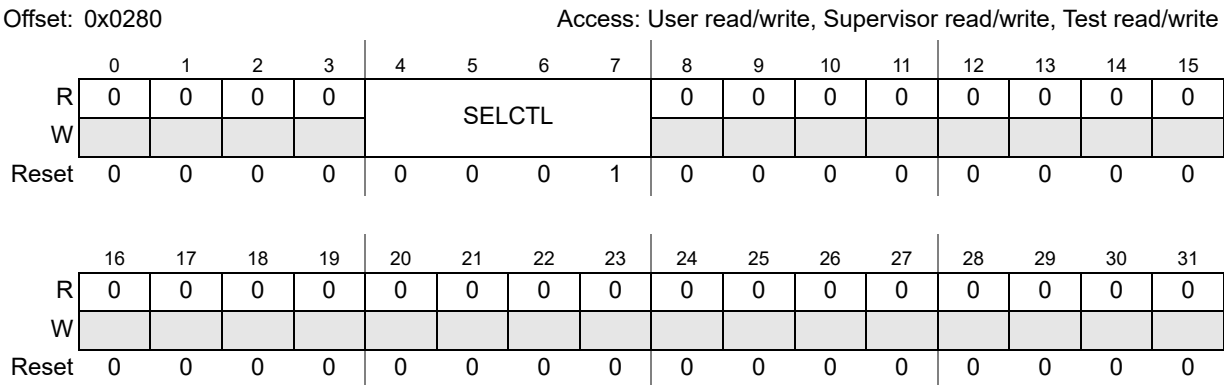 Offset: 0x0280 Access: User read/write, Supervisor read/write, Test read/write
0 1 2 3 4 5 6 7 8 9 10 11 12 13 14 15
R 0 0 0 0 SELCTL 0 0 0 0 0 0 0 0
W
Reset 0 0 0 0 0 0 0 1 0 0 0 0 0 0 0 0
16 17 18 19 20 21 22 23 24 25 26 27 28 29 30 31
R 0 0 0 0 0 0 0 0 0 0 0 0 0 0 0 0
W
Reset 0 0 0 0 0 0 0 0 0 0 0 0 0 0 0 0